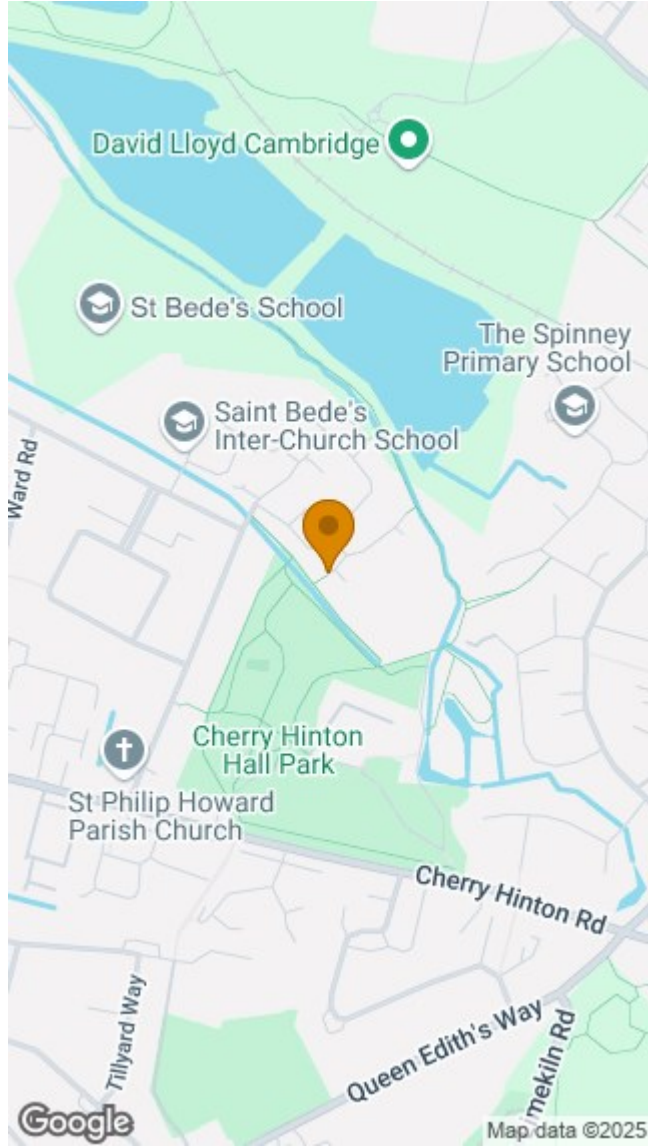 David Lloyd Cambridge
St Bede's School
The Spinney
Primary School
Saint Bede's
Inter-Church School
Ward Rd
Cherry Hinton
Hall Park
St Philip Howard
Parish Church
Cherry Hinton Rd
Tillyard Way
Queen Edith's Way
imekiln Rd
Google
Map data ©2025